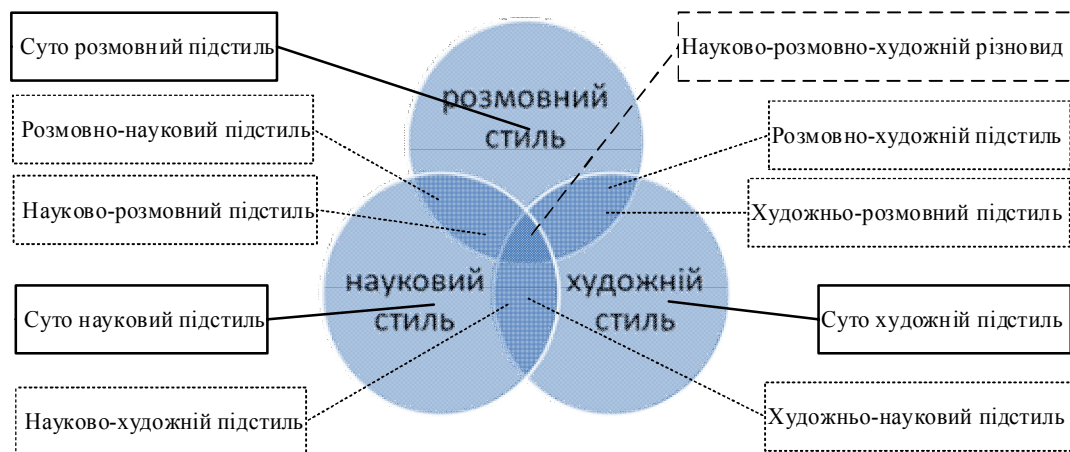 Суто розмовний підстиль
Науково-розмовно-художній різновид
розмовний
стиль
Розмовно-науковий підстиль
Розмовно-художній підстиль
Науково-розмовний підстиль
Художньо-розмовний підстиль
науковий
стиль
художній
стиль
Суто науковий підстиль
Суто художній підстиль
Науково-художній підстиль
Художньо-науковий підстиль